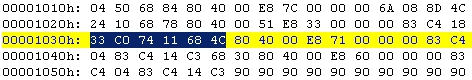 00001010h: 04 50 68 84 80 40 00 E8 7C 00 00 00 6A 08 8D 4C
00001020h: 24 10 68 78 80 40 00 51 E8 33 00 00 00 83 C4 18
00001030h: 33 C0 74 11 68 4C 80 40 00 E8 71 00 00 00 83 C4
00001040h: 04 83 C4 14 C3 68 30 80 40 00 E8 60 00 00 00 83
00001050h: C4 04 83 C4 14 C3 90 90 90 90 90 90 90 90 90 90